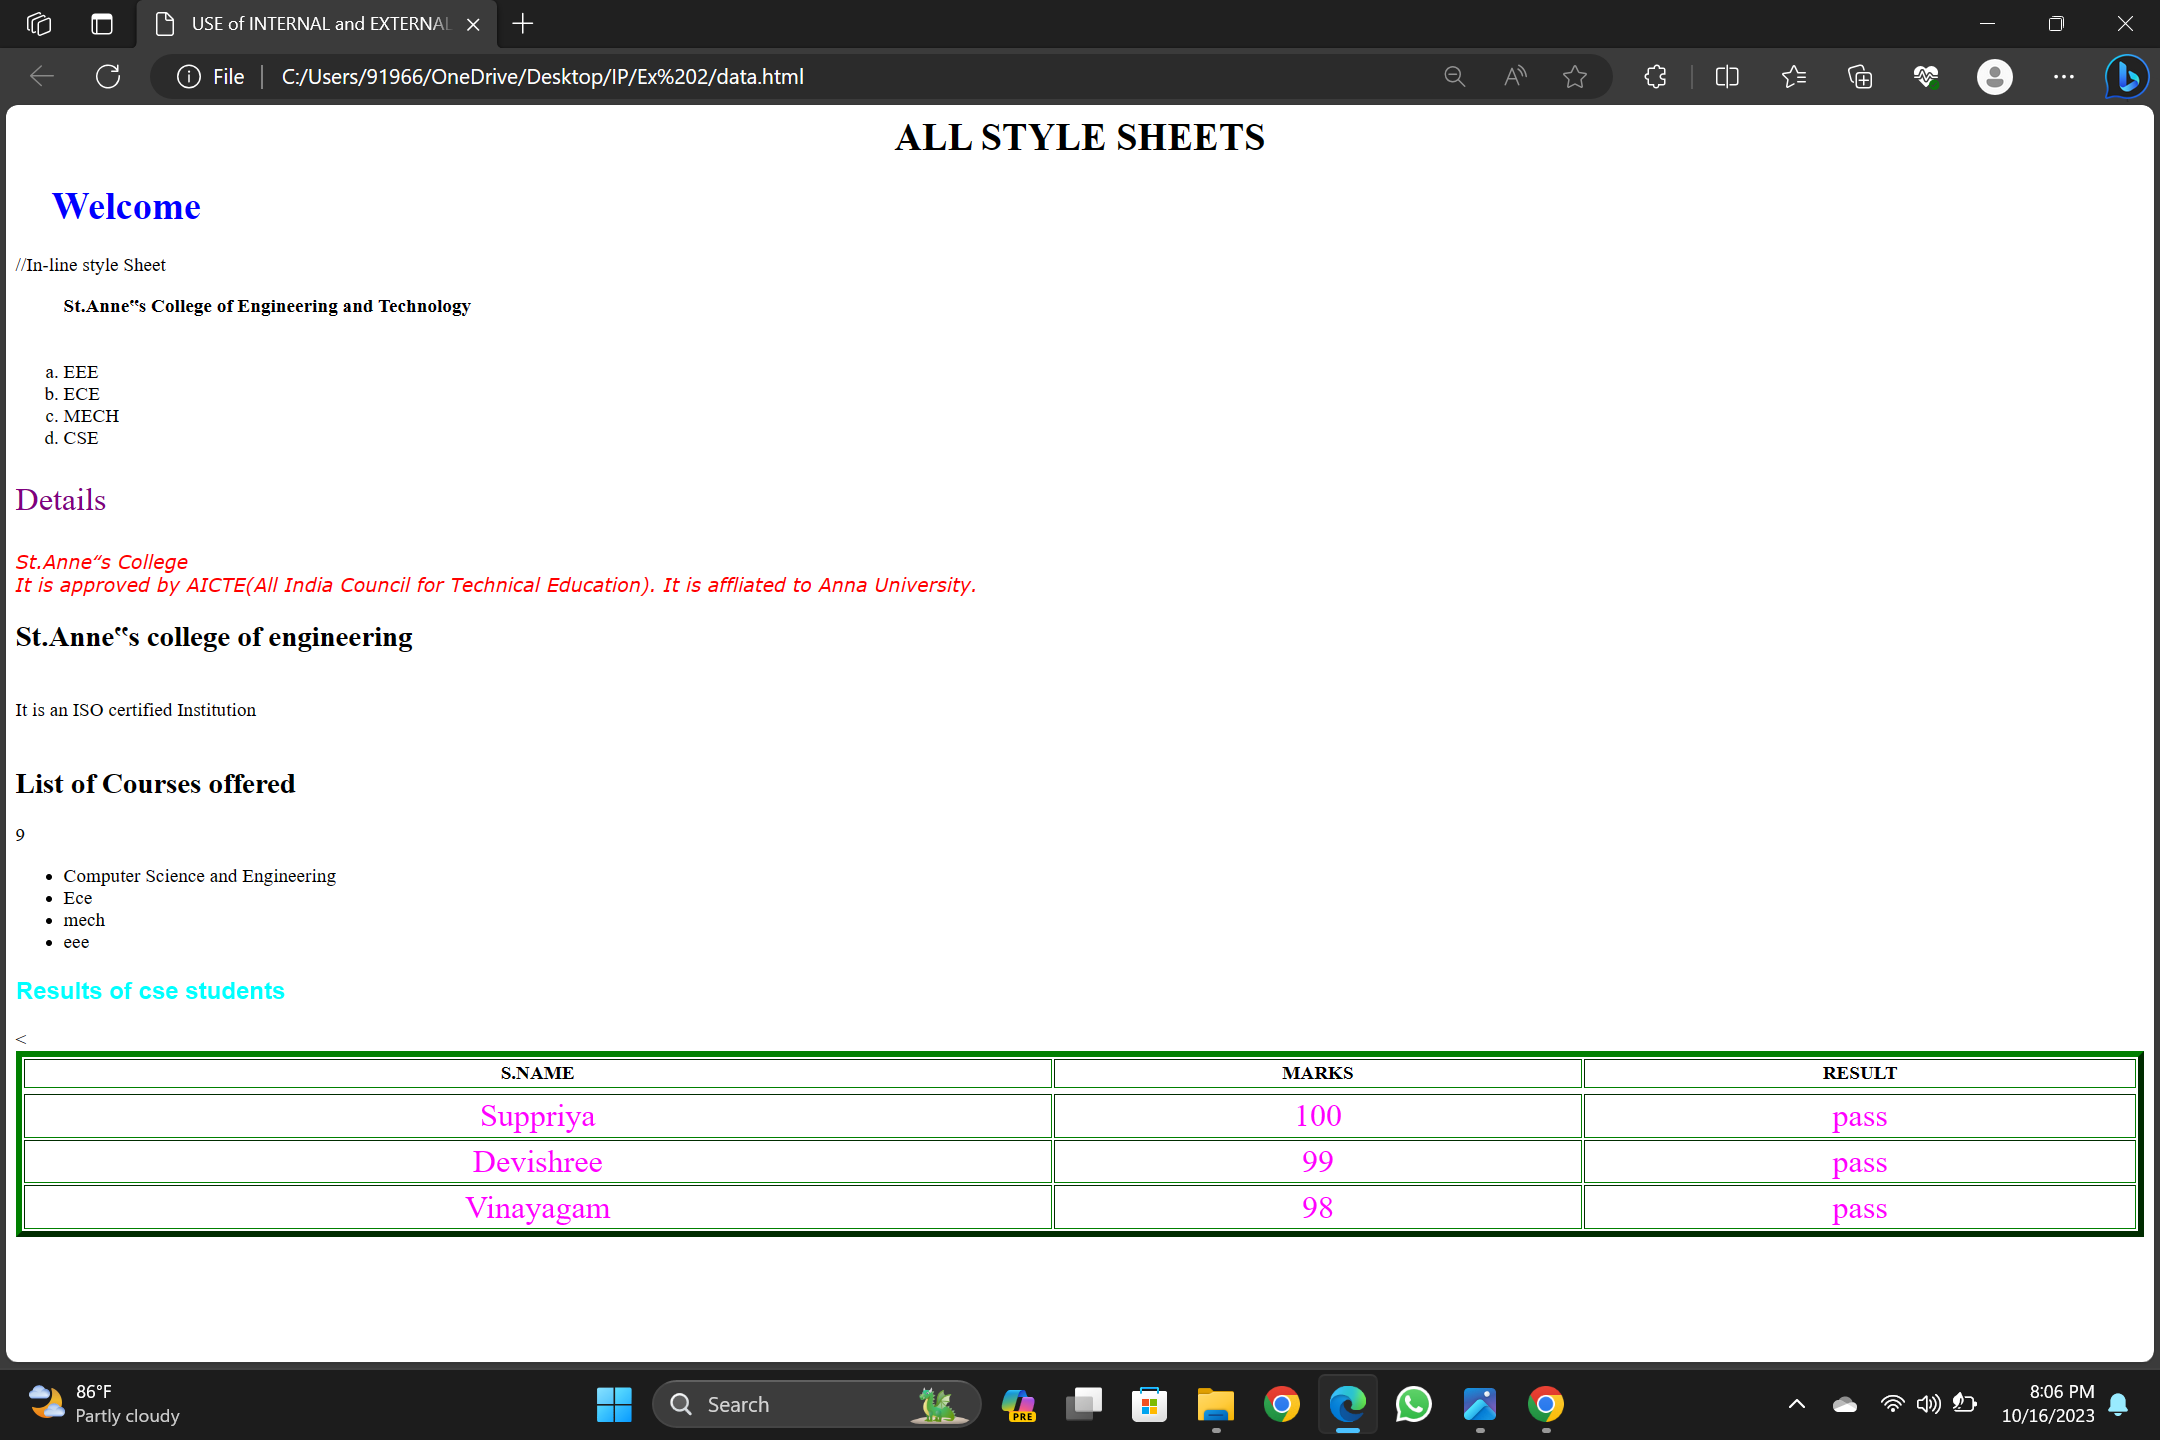 USE of INTERNAL and EXTERNAL
File C:/Users/91966/OneDrive/Desktop/IP/Ex%202/data.html
ALL STYLE SHEETS
Welcome
//In-line style Sheet
St.Anne‟s College of Engineering and Technology
a. EEE
b. ECE
c. MECH
d. CSE
Details
St.Anne‟s College
It is approved by AICTE(All India Council for Technical Education). It is affliated to Anna University.
St.Anne‟s college of engineering
It is an ISO certified Institution
List of Courses offered
9
• Computer Science and Engineering
• Ece
• mech
• eee
Results of cse students
<
S.NAME MARKS RESULT
Suppriya 100 pass
Devishree 99 pass
Vinayagam 98 pass
86°F
Partly cloudy
Search
PRE
8:06 PM
10/16/2023